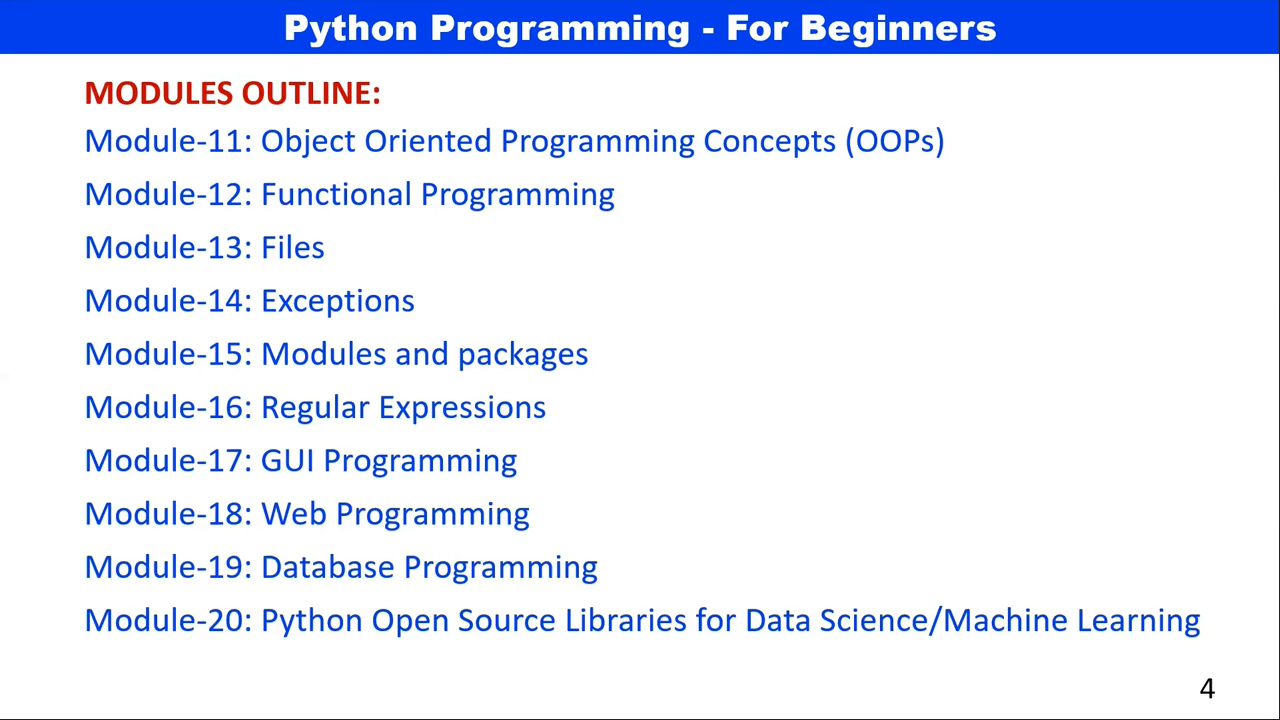 Python Programming - For Beginners
MODULES OUTLINE:
Module-11: Object Oriented Programming Concepts (OOPs)
Module-12: Functional Programming
Module-13: Files
Module-14: Exceptions
Module-15: Modules and packages
Module-16: Regular Expressions
Module-17: GUI Programming
Module-18: Web Programming
Module-19: Database Programming
Module-20: Python Open Source Libraries for Data Science/Machine Learning
4